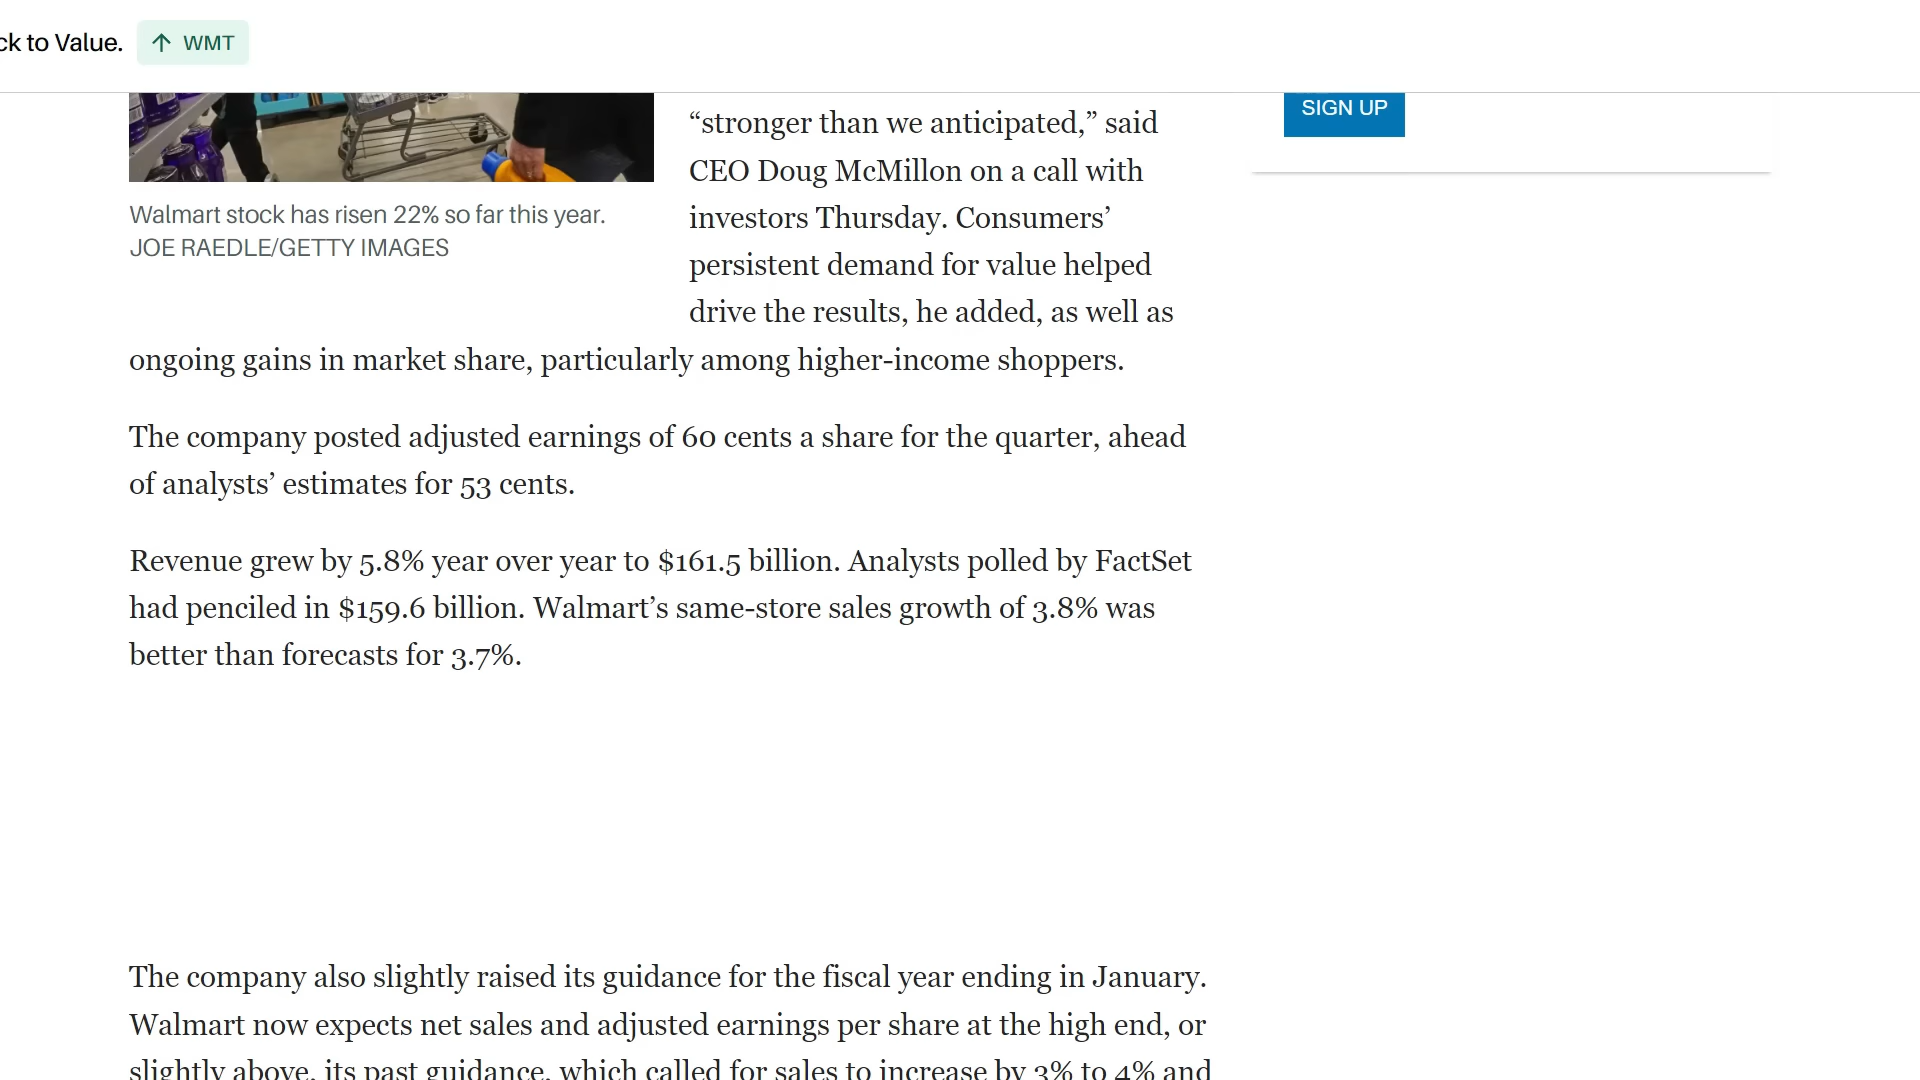 ck to Value.
WMT
SIGN UP
“stronger than we anticipated,” said
CEO Doug McMillon on a call with
investors Thursday. Consumers’
persistent demand for value helped
drive the results, he added, as well as
Walmart stock has risen 22% so far this year.
JOE RAEDLE/GETTY IMAGES
ongoing gains in market share, particularly among higher-income shoppers.
The company posted adjusted earnings of 60 cents a share for the quarter, ahead
of analysts’ estimates for 53 cents.
Revenue grew by 5.8% year over year to $161.5 billion. Analysts polled by FactSet
had penciled in $159.6 billion. Walmart’s same-store sales growth of 3.8% was
better than forecasts for 3.7%.
The company also slightly raised its guidance for the fiscal year ending in January.
Walmart now expects net sales and adjusted earnings per share at the high end, or
slightly above, its past guidance, which called for sales to increase by 3% to 4% and